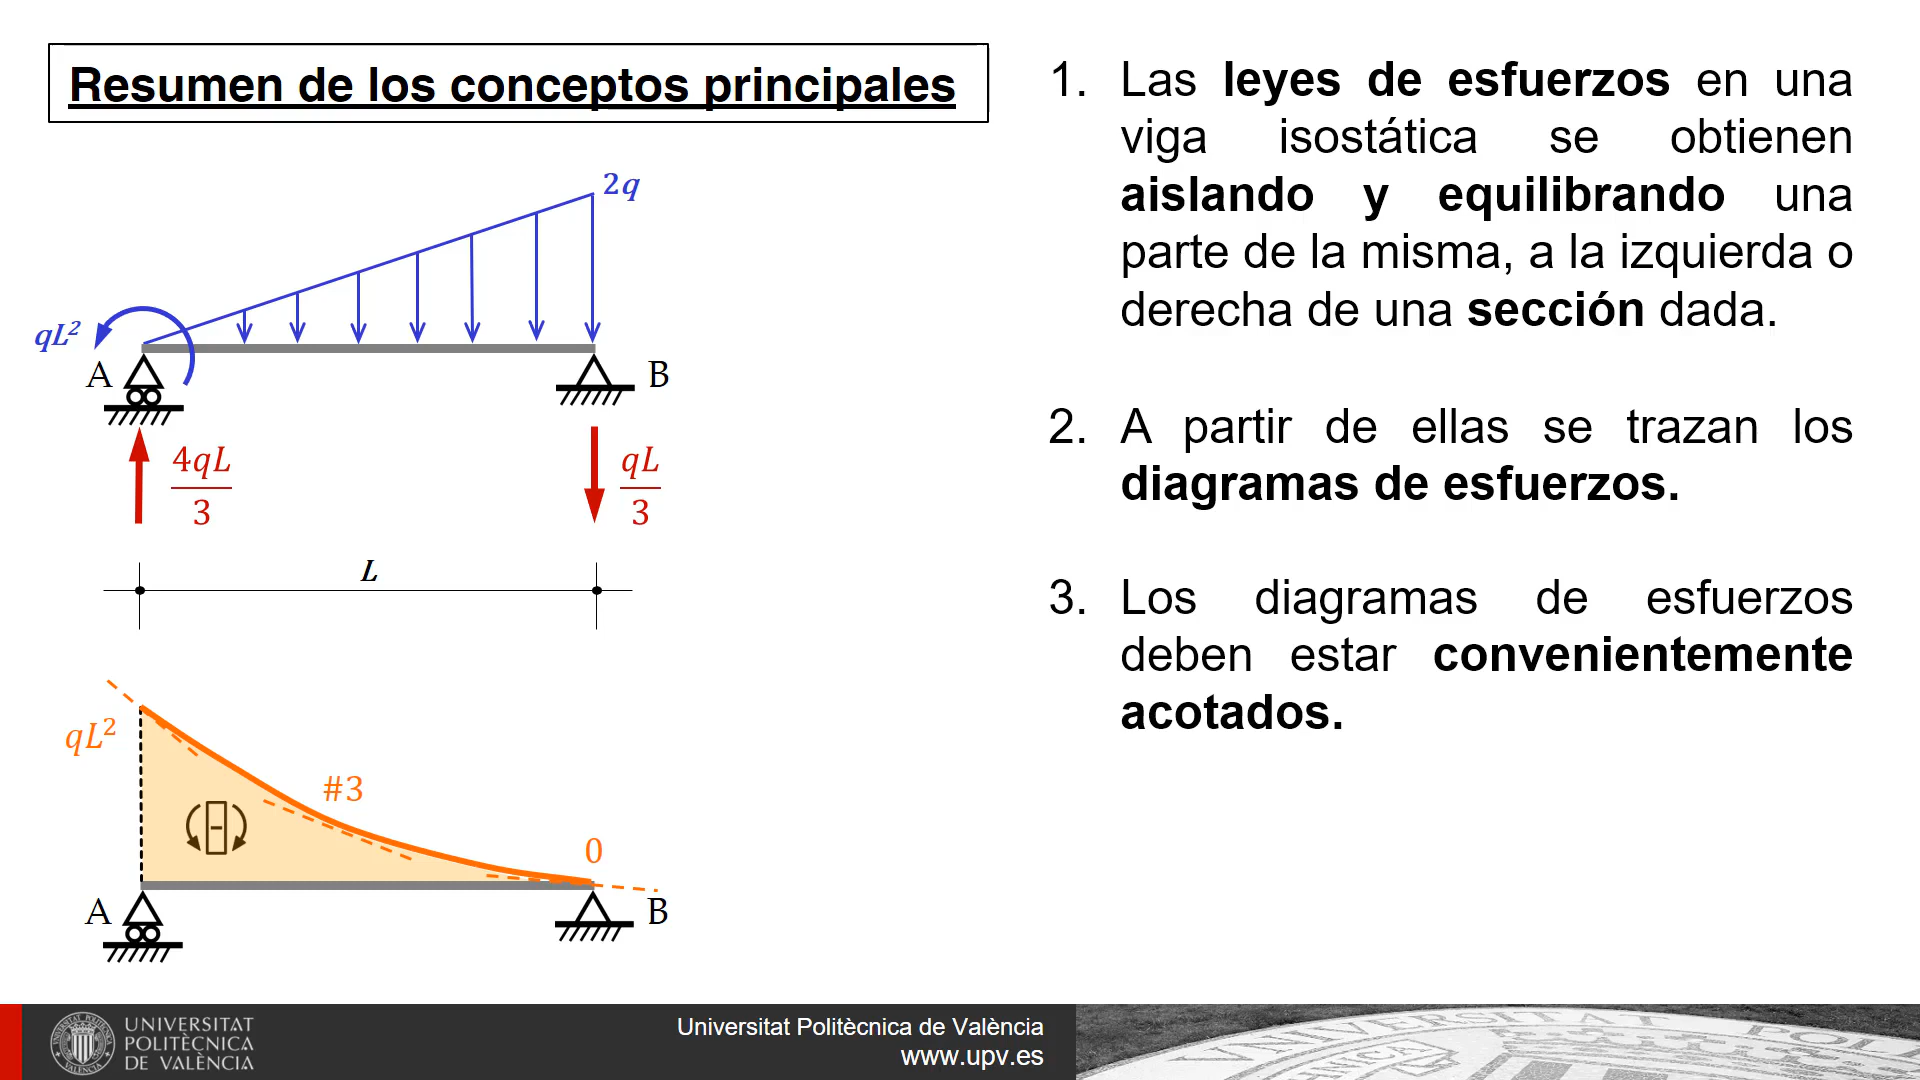 Resumen de los conceptos principales
2q
qL²
A
B
4qL
3
qL
3
L
qL²
#3
-
0
A
B
1. Las leyes de esfuerzos en una
viga isostática se obtienen
aislando y equilibrando una
parte de la misma, a la izquierda o
derecha de una sección dada.
2. A partir de ellas se trazan los
diagramas de esfuerzos.
3. Los diagramas de esfuerzos
deben estar convenientemente
acotados.
UNIVERSITAT
POLITÈCNICA
DE VALÈNCIA
Universitat Politècnica de València
www.upv.es